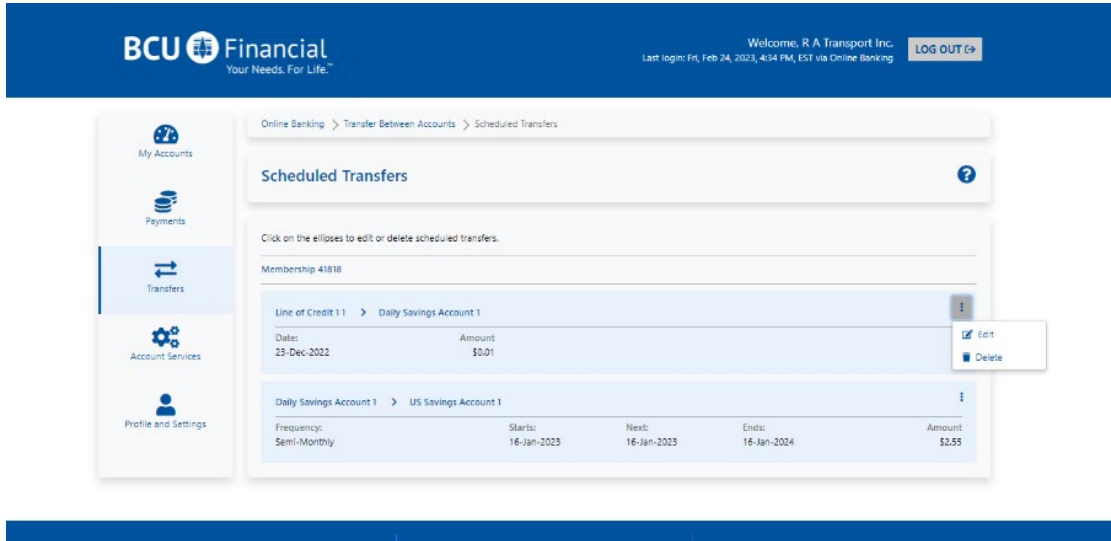 BCU Financial
Your Needs. For Life.™
Welcome, R A Transport Inc.
Last login: Fri, Feb 24, 2023, 4:34 PM, EST via Online Banking
LOG OUT
My Accounts
Payments
Transfers
Account Services
Profile and Settings
Online Banking > Transfer Between Accounts > Scheduled Transfers
Scheduled Transfers
Click on the ellipses to edit or delete scheduled transfers.
Membership 41818
Line of Credit 11 > Daily Savings Account 1
Date: Amount
23-Dec-2022 $0.01
Edit
Delete
Daily Savings Account 1 > US Savings Account 1
Frequency: Starts: Next: Ends: Amount
Semi-Monthly 16-Jan-2023 16-Jan-2023 16-Jan-2024 $2.55